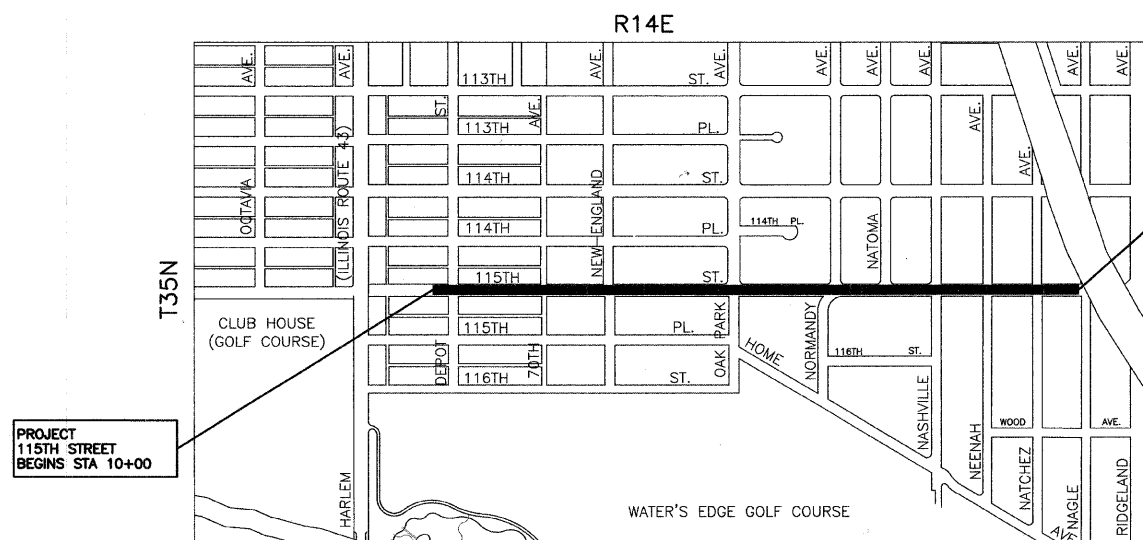 R14E
AVE.
AVE.
AVE.
AVE.
AVE.
AVE.
AVE.
AVE.
AVE.
113TH ST.
ST.
AVE.
AVE.
113TH PL.
AVE.
114TH ST.
OCTAVIA
(ILLINOIS ROUTE 43)
NEW ENGLAND
114TH PL.
114TH PL.
NATOMA
115TH ST.
T35N
CLUB HOUSE
(GOLF COURSE)
115TH PL.
OAK PARK
NORMANDY
HOME
116TH ST.
DEPOT
70TH
116TH ST.
NASHVILLE
WOOD AVE.
PROJECT
115TH STREET
BEGINS STA 10+00
HARLEM
NEENAH
NATCHEZ
NAGLE
RIDGELAND
WATER'S EDGE GOLF COURSE
AVE